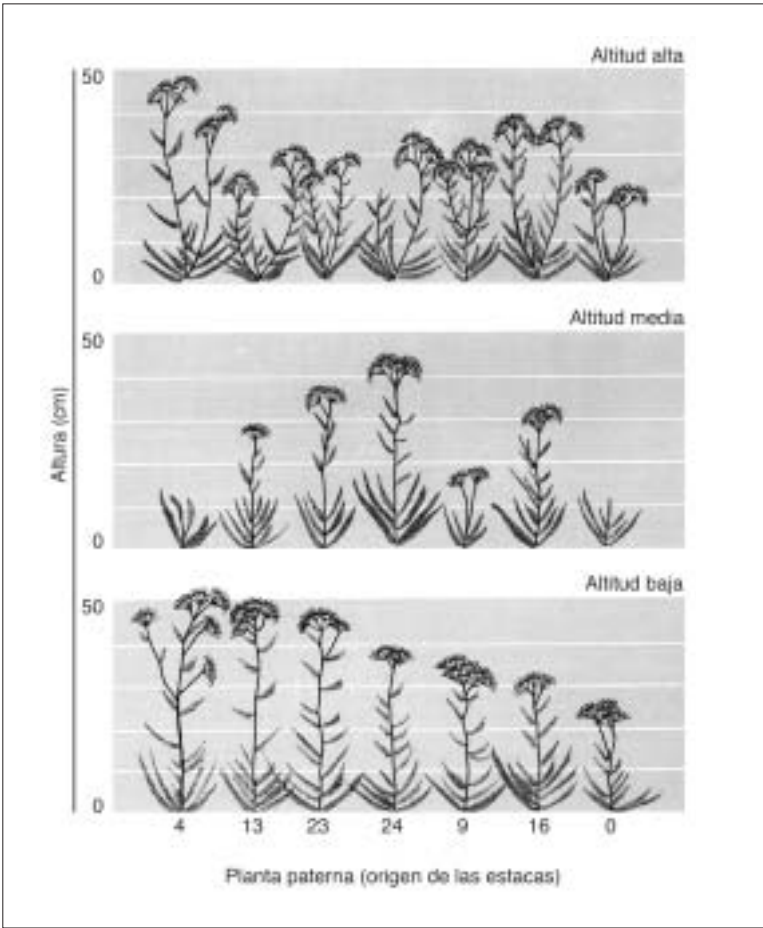 Altitud alta
50
0
Altitud media
50
0
Altura (cm)
Altitud baja
50
0
4 13 23 24 9 16 0
Planta paterna (origen de las estacas)